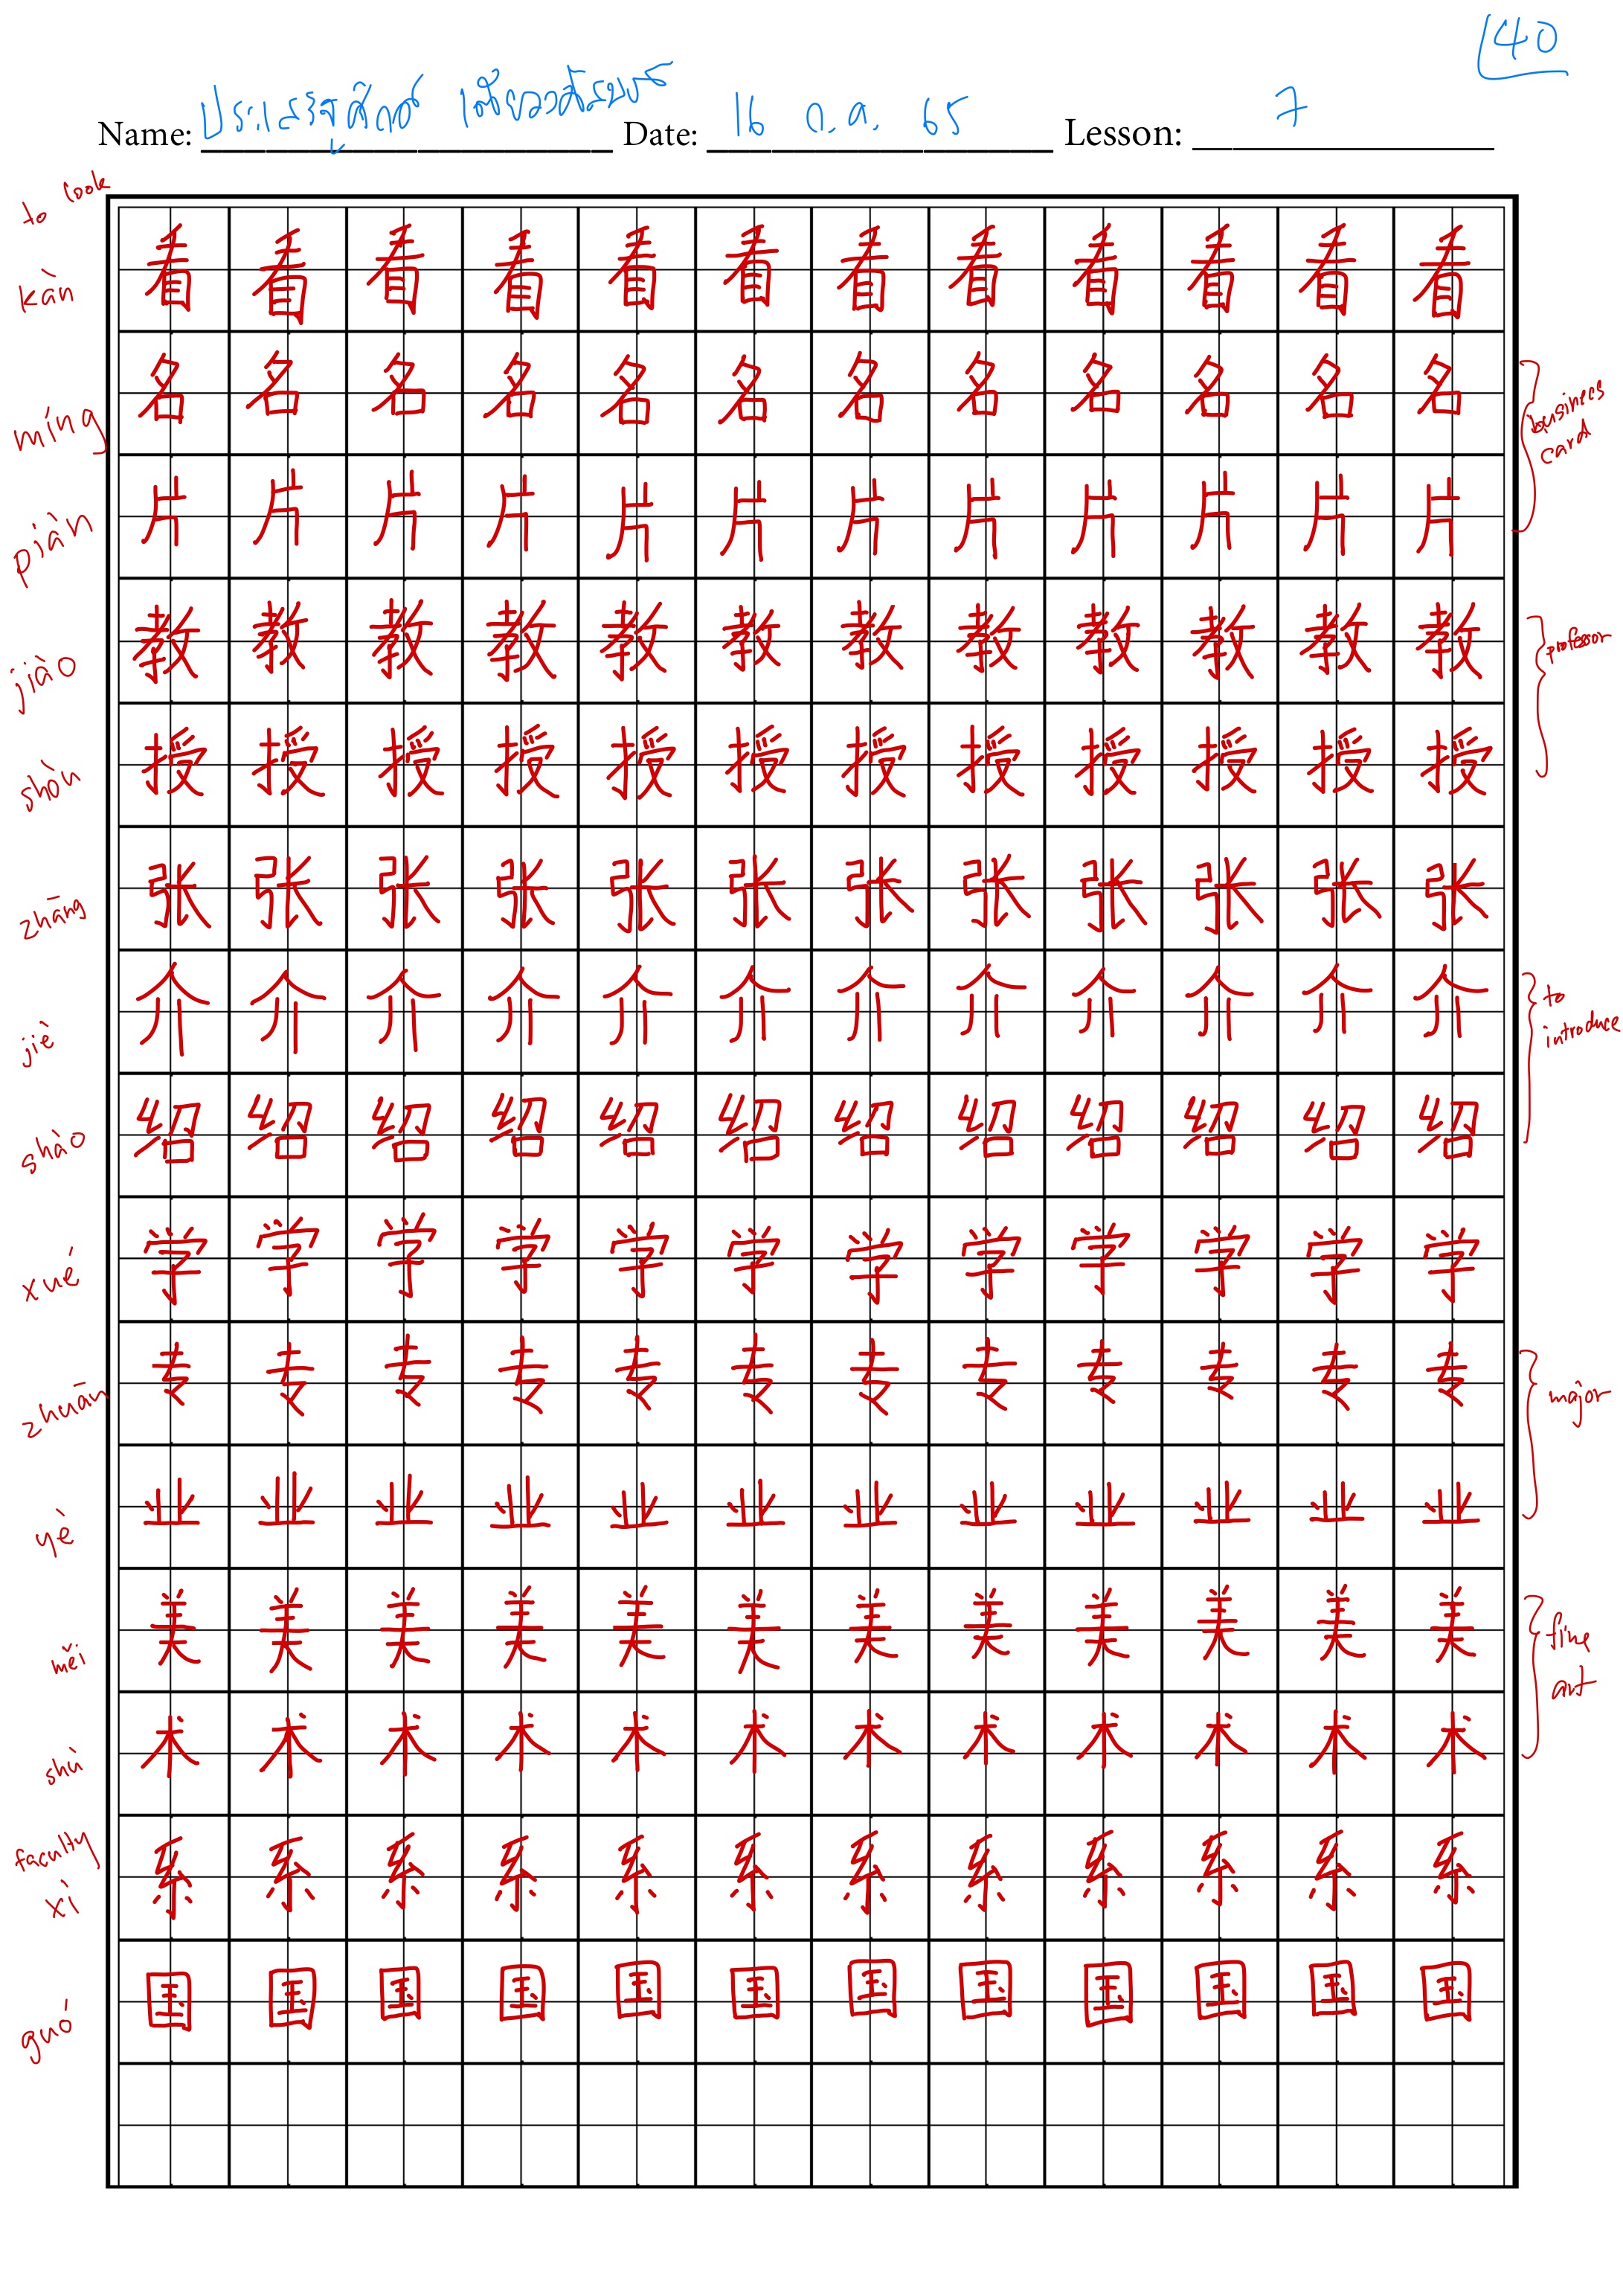 40
Name: ประเสริฐศักดิ์ Date: 16 ก.ค. 65 Lesson: 7
to cook
kàn 看 看 看 看 看 看 看 看 看 看 看 看
míng 名 名 名 名 名 名 名 名 名 名 名 名
business
card
piàn 片 片 片 片 片 片 片 片 片 片 片 片
jiào 教 教 教 教 教 教 教 教 教 教 教 教 professor
shòu 授 授 授 授 授 授 授 授 授 授 授 授
zhāng 张 张 张 张 张 张 张 张 张 张 张 张
jiè 介 介 介 介 介 介 介 介 介 介 介 介
to
introduce
shào 绍 绍 绍 绍 绍 绍 绍 绍 绍 绍 绍 绍
xué 学 学 学 学 学 学 学 学 学 学 学 学
zhuān 专 专 专 专 专 专 专 专 专 专 专 专 major
yè 业 业 业 业 业 业 业 业 业 业 业 业
měi 美 美 美 美 美 美 美 美 美 美 美 美
fine
art
shù 术 术 术 术 术 术 术 术 术 术 术 术
faculty
xì 系 系 系 系 系 系 系 系 系 系 系 系
guó 国 国 国 国 国 国 国 国 国 国 国 国